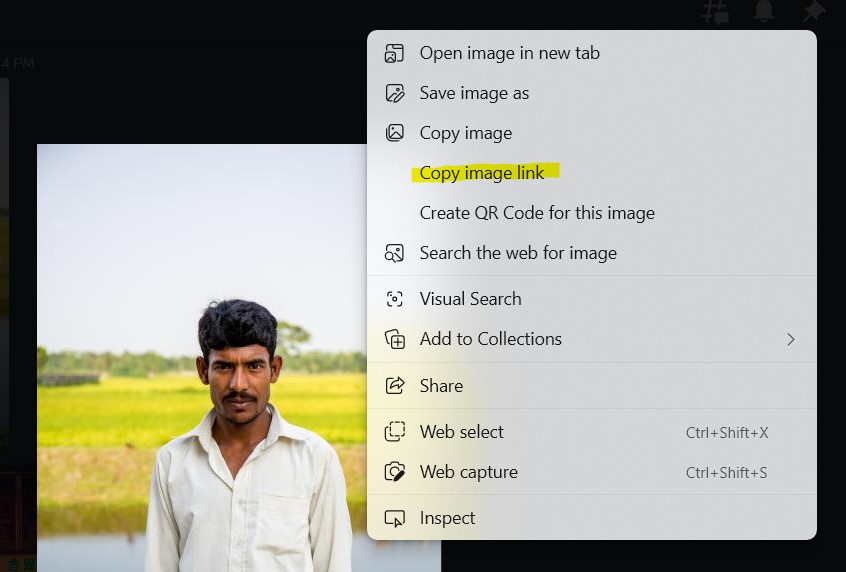 4 PM
Open image in new tab
Save image as
Copy image
Copy image link
Create QR Code for this image
Search the web for image
Visual Search
Add to Collections
Share
Web select Ctrl+Shift+X
Web capture Ctrl+Shift+S
Inspect